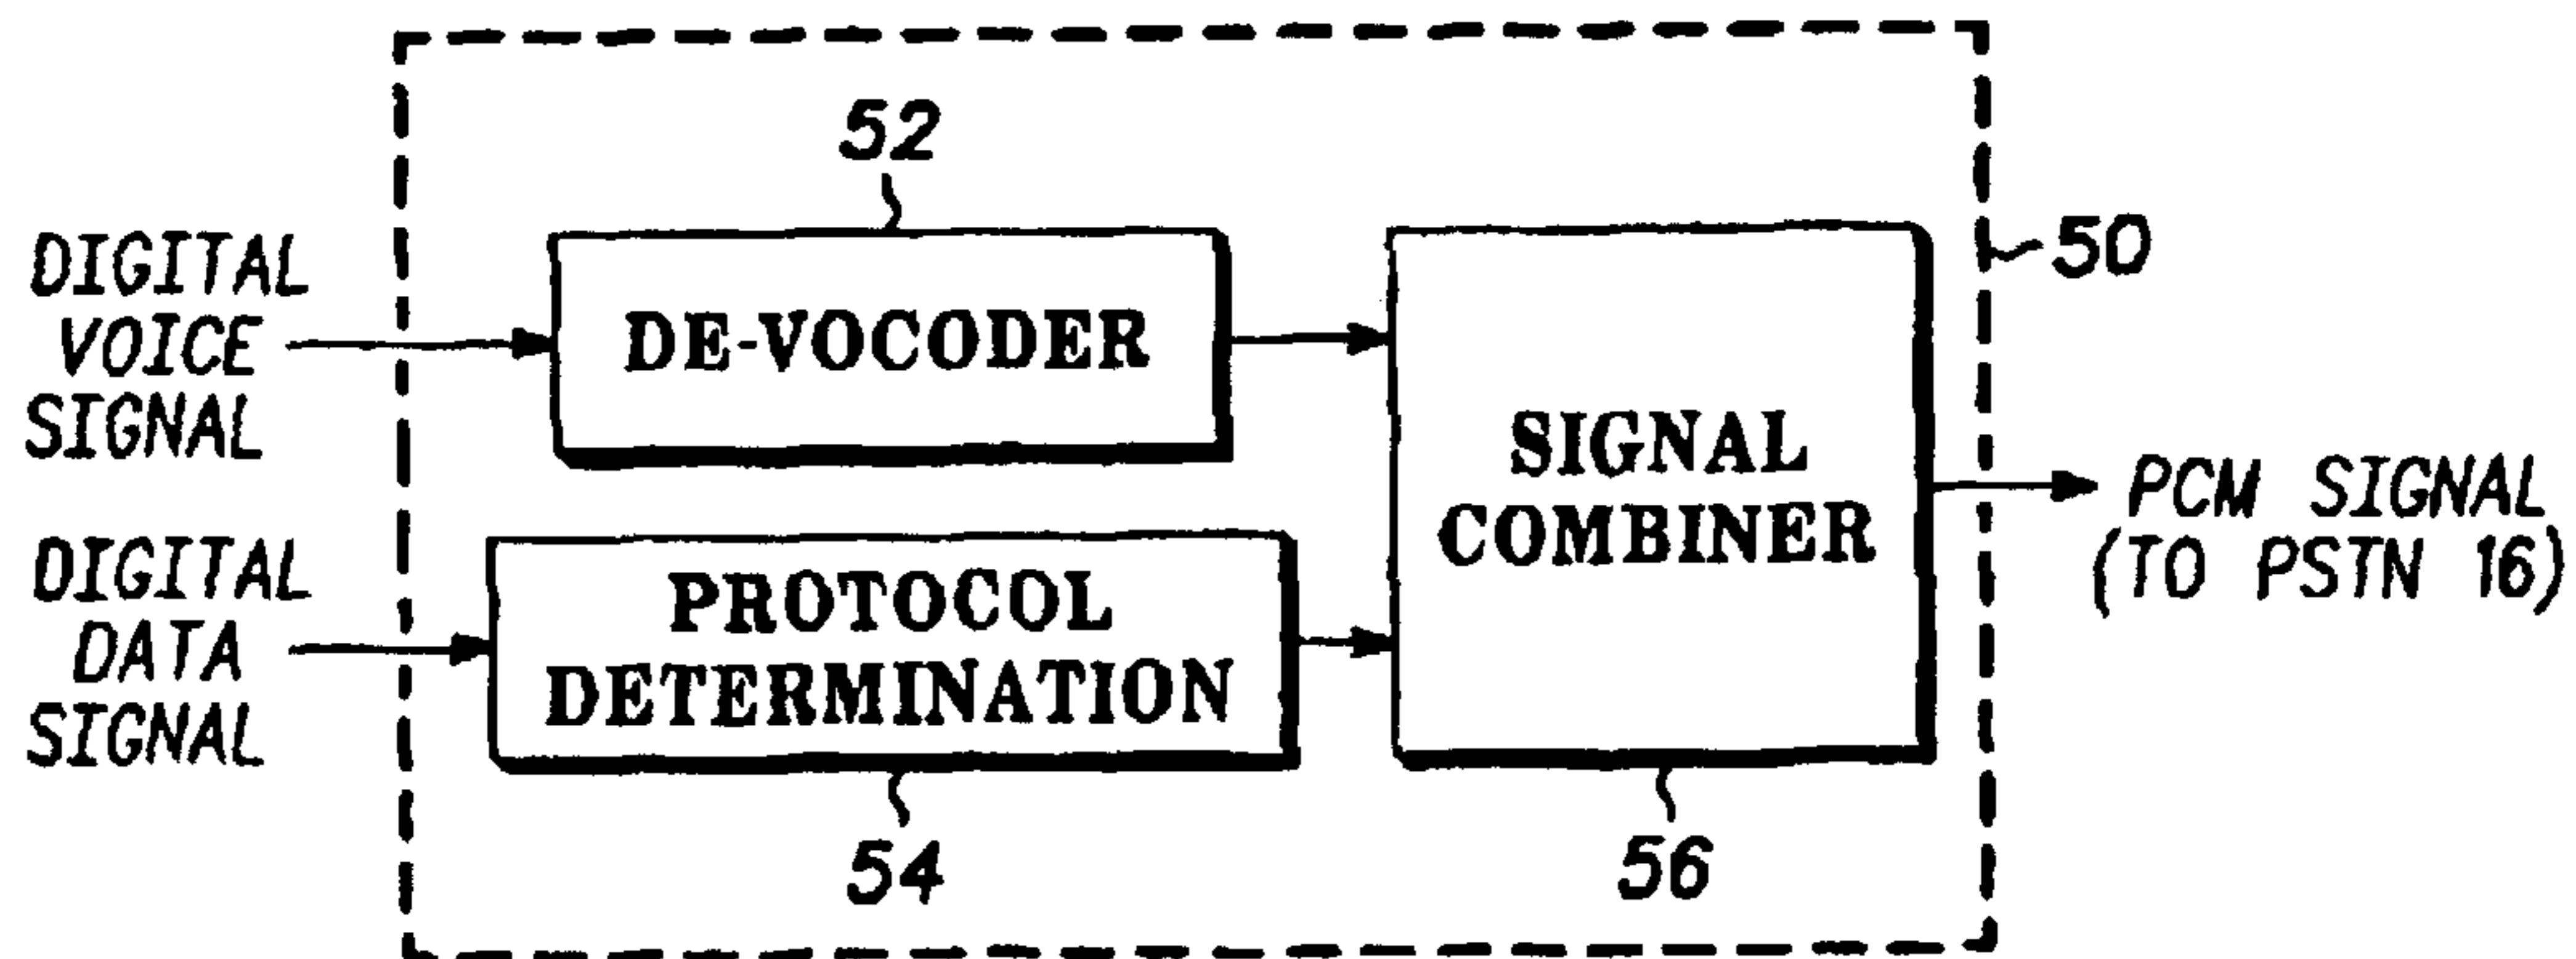 52
DIGITAL
VOICE
SIGNAL
DE-VOCODER
50
SIGNAL
COMBINER
PCM SIGNAL
(TO PSTN 16)
DIGITAL
DATA
SIGNAL
PROTOCOL
DETERMINATION
54
56